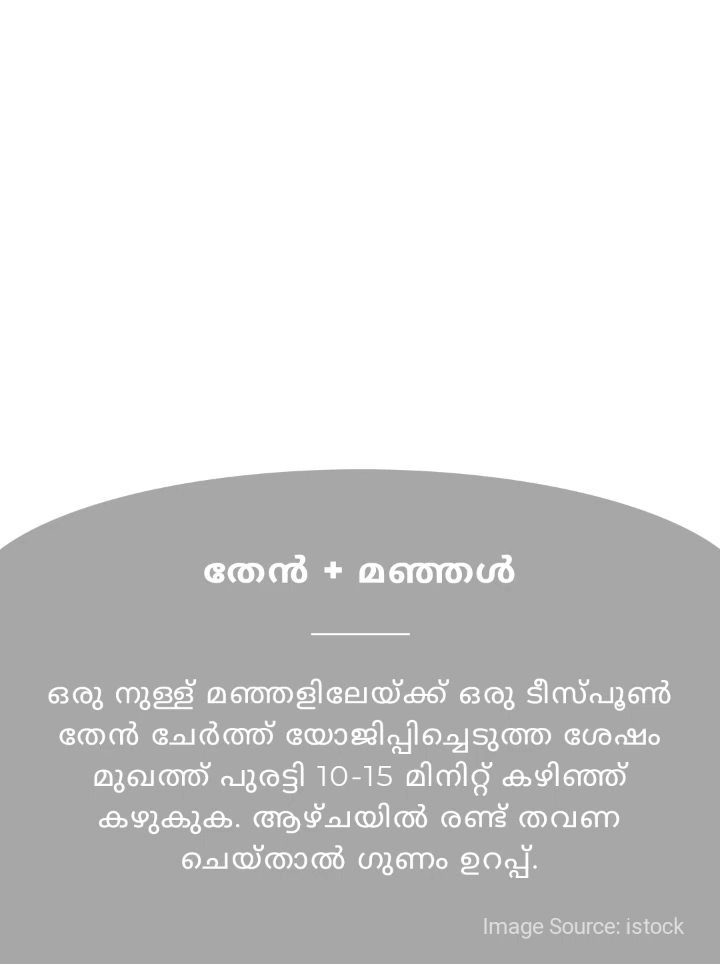 തേൻ + മഞ്ഞൾ
ഒരു നുള്ള് മഞ്ഞളിലേയ്ക്ക് ഒരു ടീസ്പൂൺ
തേൻ ചേർത്ത് യോജിപ്പിച്ചെടുത്ത ശേഷം
മുഖത്ത് പുരട്ടി 10-15 മിനിറ്റ് കഴിഞ്ഞ്
കഴുകുക. ആഴ്ചയിൽ രണ്ട് തവണ
ചെയ്താൽ ഗുണം ഉറപ്പ്.
Image Source: istock